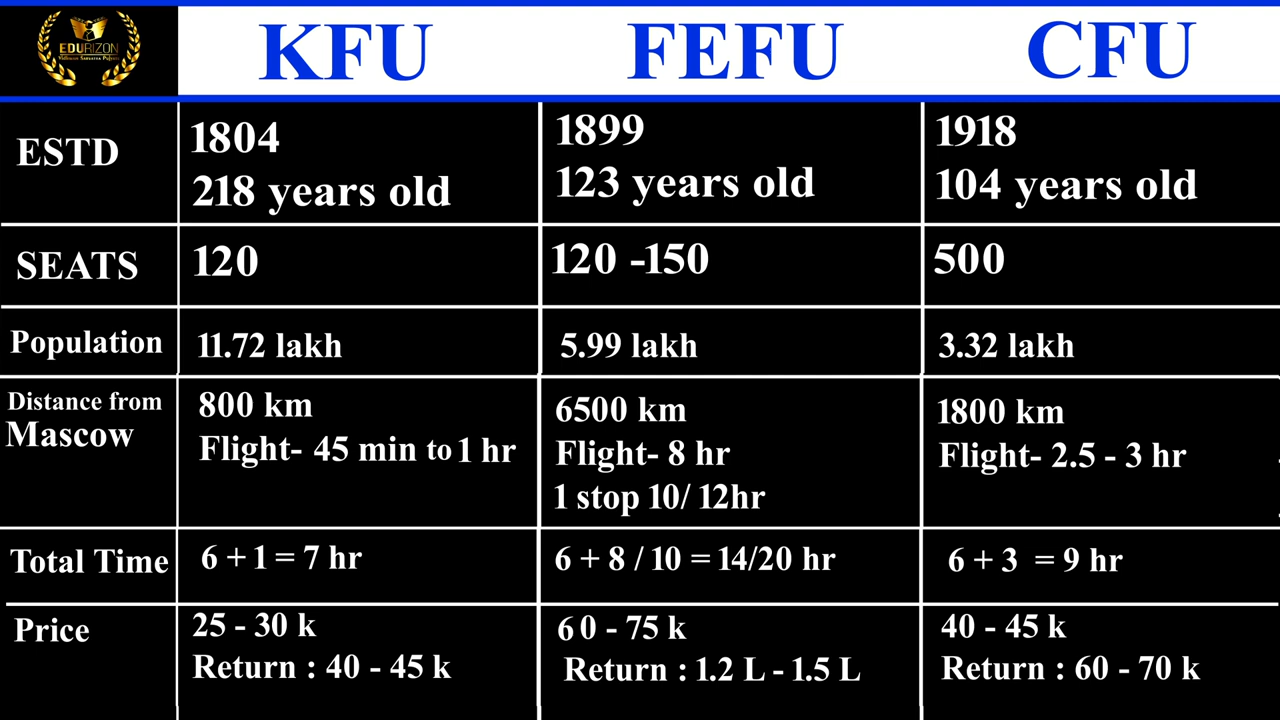 EDURIZON
KFU FEFU CFU
ESTD
1804
218 years old
1899
123 years old
1918
104 years old
SEATS
120
120 -150
500
Population
11.72 lakh
5.99 lakh
3.32 lakh
Distance from
Mascow
800 km
Flight- 45 min to 1 hr
6500 km
Flight- 8 hr
1 stop 10/ 12hr
1800 km
Flight- 2.5 - 3 hr
Total Time
6 + 1 = 7 hr
6 + 8 / 10 = 14/20 hr
6 + 3 = 9 hr
Price
25 - 30 k
Return : 40 - 45 k
60 - 75 k
Return : 1.2 L - 1.5 L
40 - 45 k
Return : 60 - 70 k